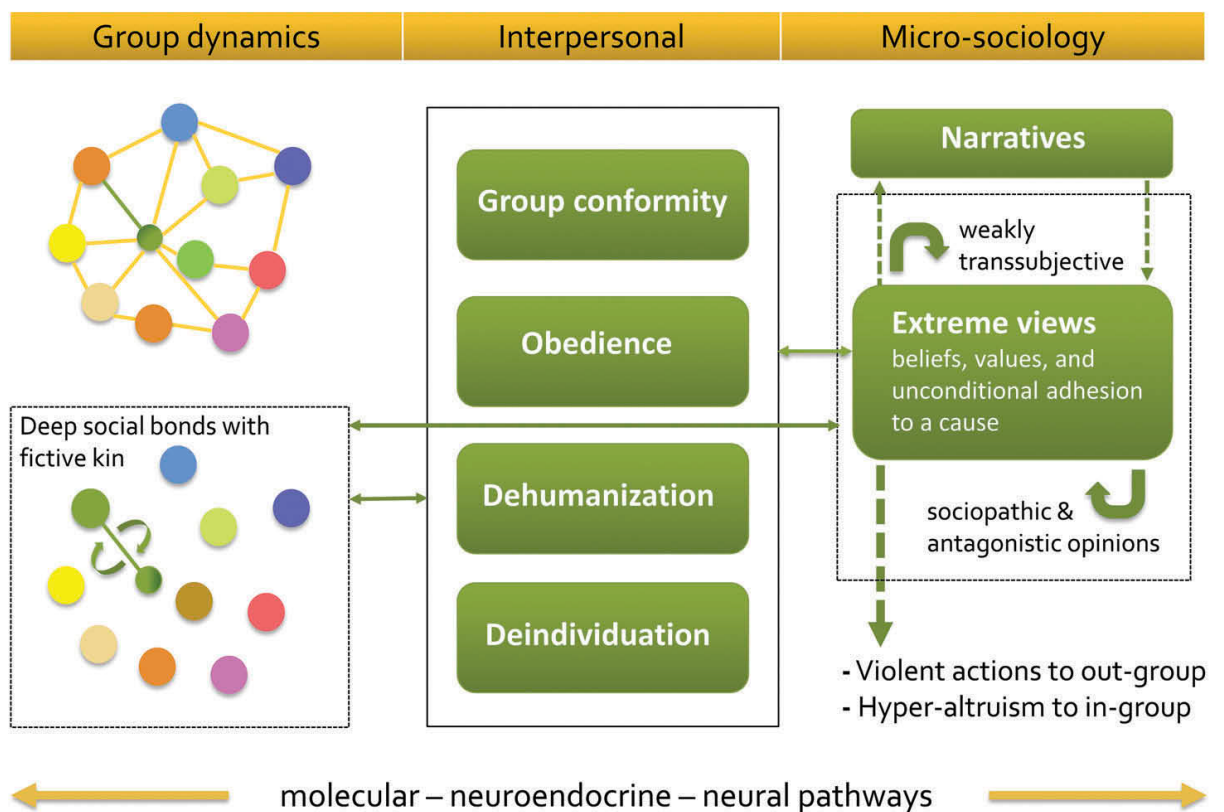 Group dynamics
Interpersonal
Micro-sociology
Deep social bonds with
fictive kin
Group conformity
Obedience
Dehumanization
Deindividuation
Narratives
weakly
transsubjective
Extreme views
beliefs, values, and
unconditional adhesion
to a cause
sociopathic &
antagonistic opinions
- Violent actions to out-group
- Hyper-altruism to in-group
molecular – neuroendocrine – neural pathways